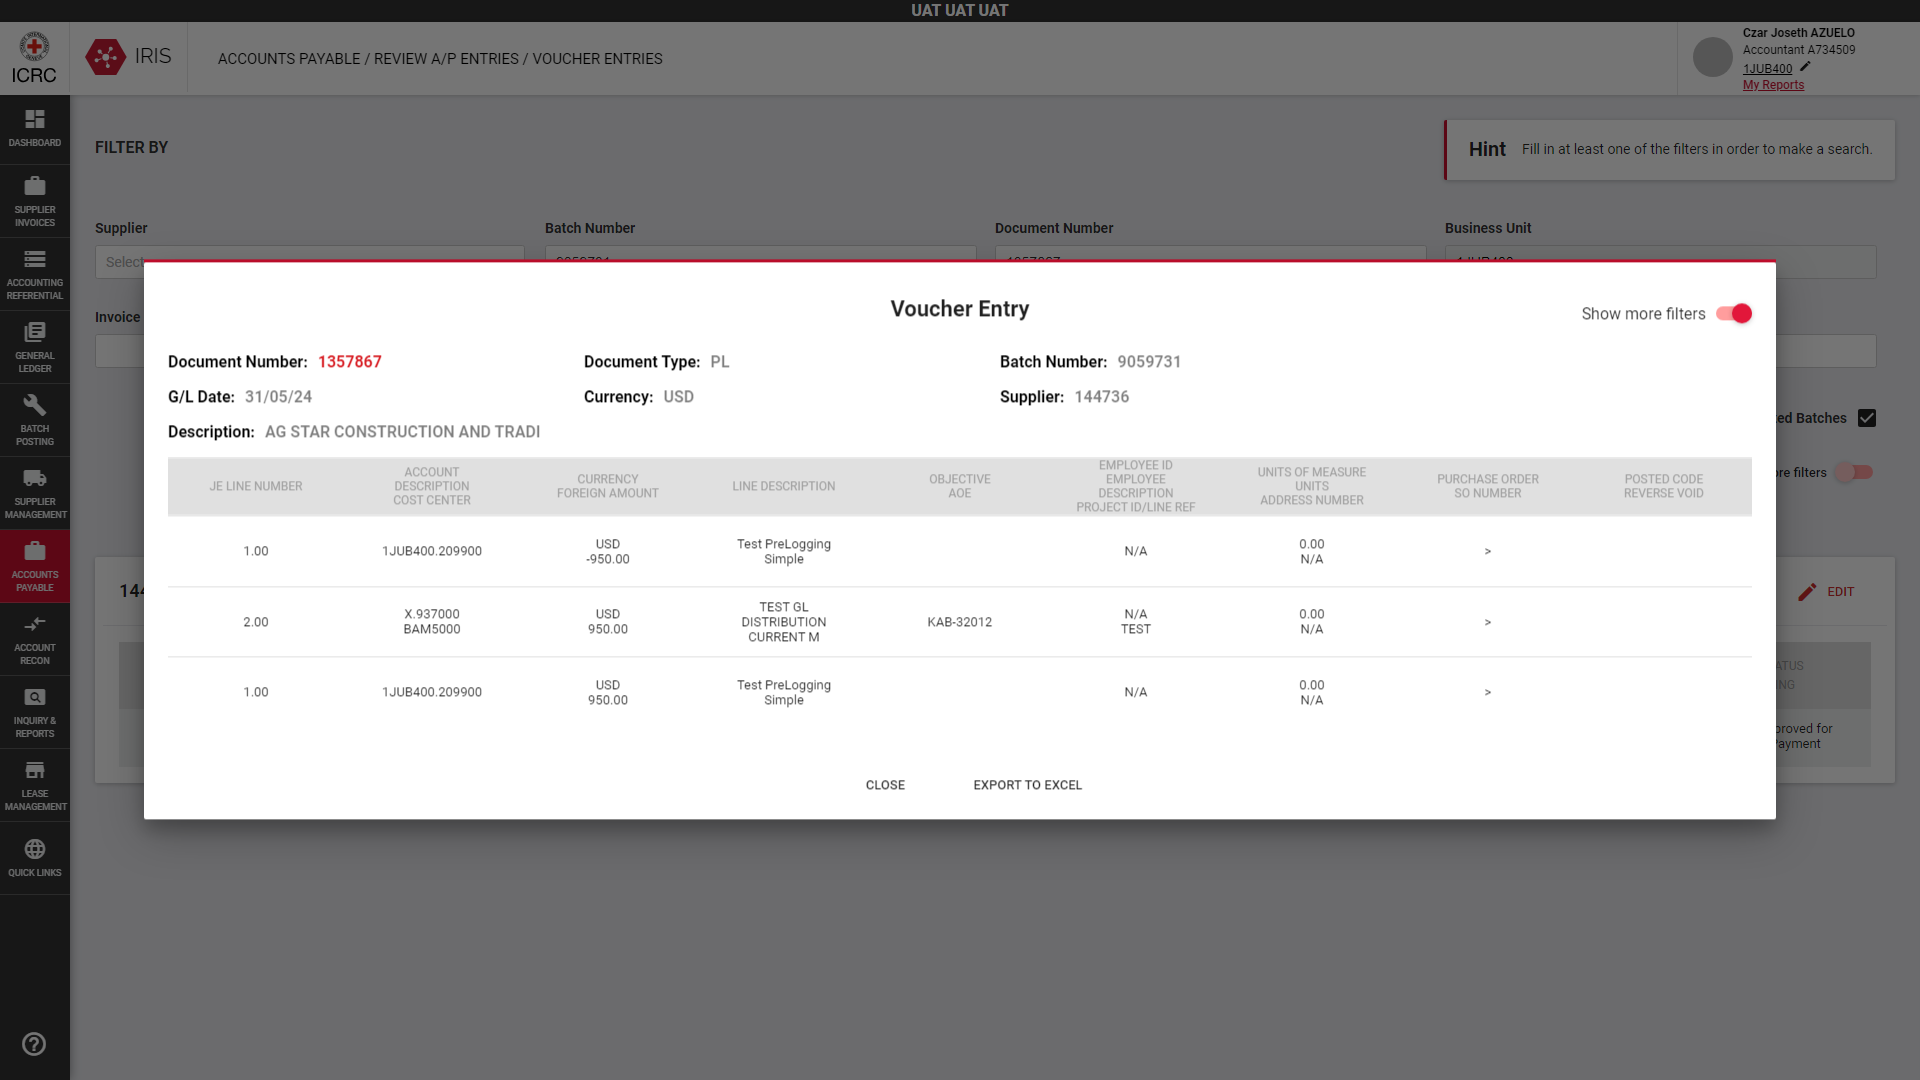 UAT UAT UAT
ICRC
IRIS
ACCOUNTS PAYABLE / REVIEW A/P ENTRIES / VOUCHER ENTRIES
Czar Joseth AZUELO
Accountant A734509
1JUB400
My Reports
DASHBOARD
SUPPLIER
INVOICES
ACCOUNTING
REFERENTIAL
GENERAL
LEDGER
BATCH
POSTING
SUPPLIER
MANAGEMENT
ACCOUNTS
PAYABLE
ACCOUNT
RECON
INQUIRY &
REPORTS
LEASE
MANAGEMENT
QUICK LINKS
FILTER BY
Hint Fill in at least one of the filters in order to make a search.
Supplier Batch Number Document Number Business Unit
Select
Invoice
ed Batches
re filters
144
EDIT
ATUS
NG
proved for
Payment
Voucher Entry
Show more filters
Document Number: 1357867 Document Type: PL Batch Number: 9059731
G/L Date: 31/05/24 Currency: USD Supplier: 144736
Description: AG STAR CONSTRUCTION AND TRADI
JE LINE NUMBER
ACCOUNT
DESCRIPTION
COST CENTER
CURRENCY
FOREIGN AMOUNT
LINE DESCRIPTION
OBJECTIVE
AOE
EMPLOYEE ID
EMPLOYEE
DESCRIPTION
PROJECT ID/LINE REF
UNITS OF MEASURE
UNITS
ADDRESS NUMBER
PURCHASE ORDER
SO NUMBER
POSTED CODE
REVERSE VOID
1.00
1JUB400.209900
USD
-950.00
Test PreLogging
Simple
N/A
0.00
N/A
>
2.00
X.937000
BAM5000
USD
950.00
TEST GL
DISTRIBUTION
CURRENT M
KAB-32012
N/A
TEST
0.00
N/A
>
1.00
1JUB400.209900
USD
950.00
Test PreLogging
Simple
N/A
0.00
N/A
>
CLOSE EXPORT TO EXCEL